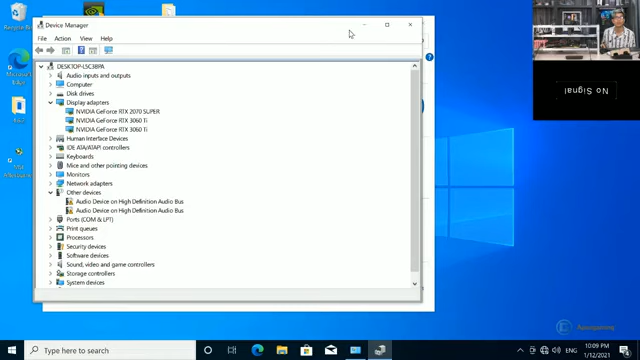 Recycle Bin
Device Manager
File Action View Help
DESKTOP-LSC38PA
Audio inputs and outputs
Computer
Disk drives
Display adapters
NVIDIA GeForce RTX 2070 SUPER
NVIDIA GeForce RTX 3060 Ti
NVIDIA GeForce RTX 3060 Ti
Human Interface Devices
IDE ATA/ATAPI controllers
Keyboards
Mice and other pointing devices
Monitors
Network adapters
Other devices
Audio Device on High Definition Audio Bus
Audio Device on High Definition Audio Bus
Ports (COM & LPT)
Print queues
Processors
Security devices
Software devices
Sound, video and game controllers
Storage controllers
System devices
Microsoft
Edge
No Signal
Type here to search
ENG
10:09 PM
1/12/2021